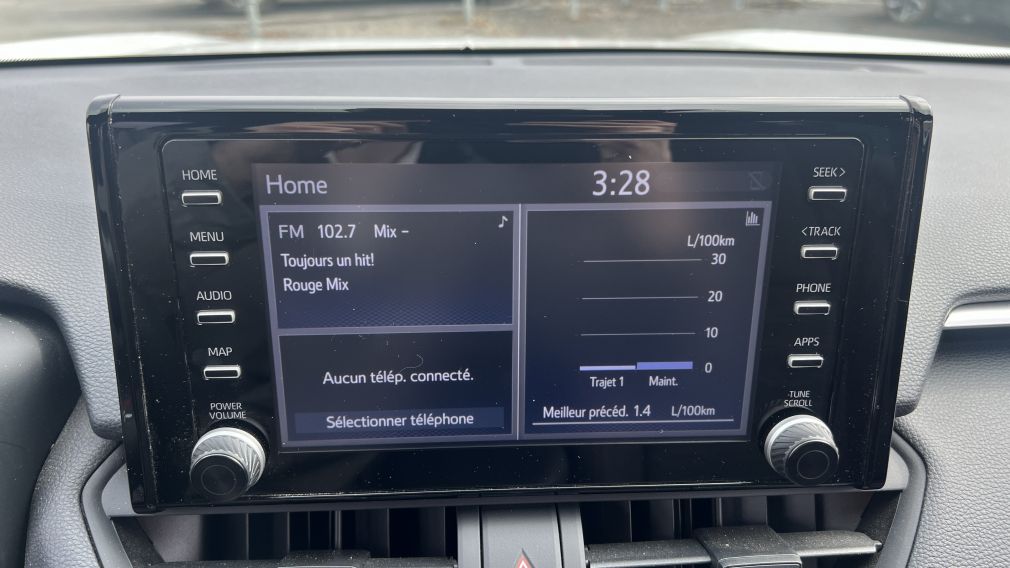 HOME
MENU
AUDIO
MAP
POWER
VOLUME
Home
3:28
FM 102.7 Mix -
Toujours un hit!
Rouge Mix
Aucun télép. connecté.
Sélectionner téléphone
L/100km
30
20
10
0
Trajet 1 Maint.
Meilleur précéd. 1.4 L/100km
SEEK>
<TRACK
PHONE
APPS
TUNE
SCROLL